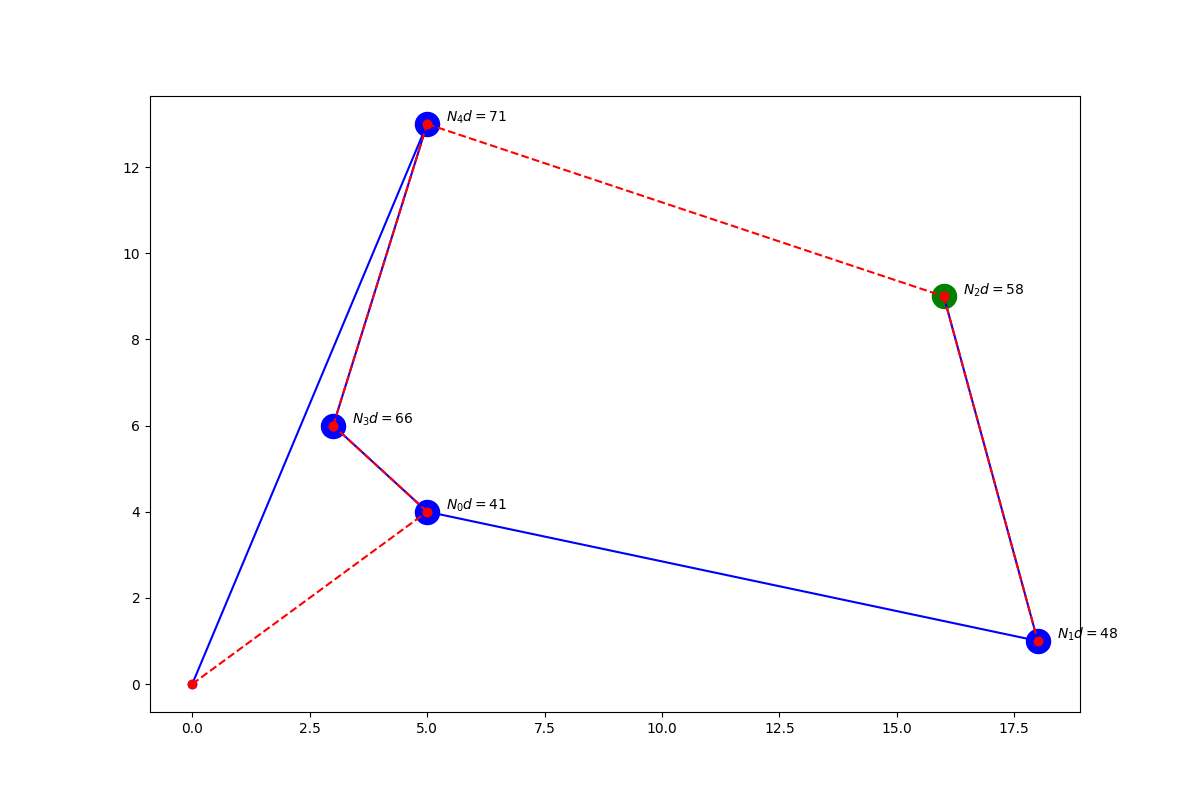 N₄d = 71
12
10
N₂d = 58
8
6
N₃d = 66
N₀d = 41
4
2
N₁d = 48
0
0.0 2.5 5.0 7.5 10.0 12.5 15.0 17.5